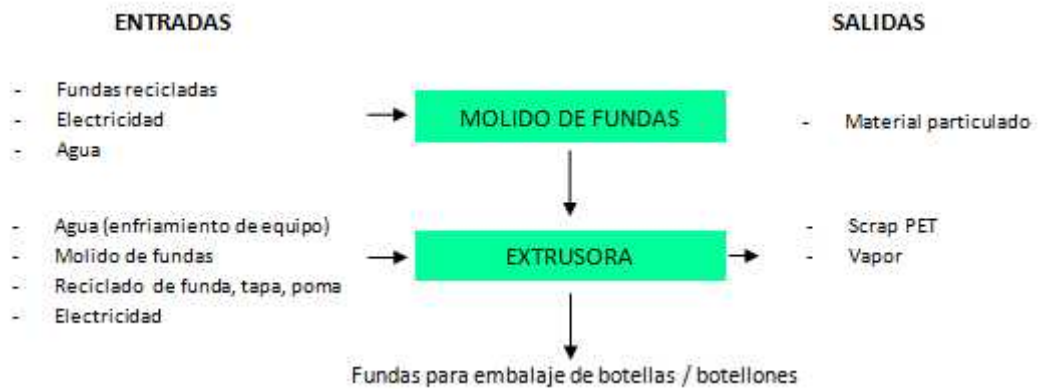 ENTRADAS
SALIDAS
- Fundas recicladas
- Electricidad
- Agua
MOLIDO DE FUNDAS
- Material particulado
- Agua (enfriamiento de equipo)
- Molido de fundas
- Reciclado de funda, tapa, poma
- Electricidad
EXTRUSORA
- Scrap PET
- Vapor
Fundas para embalaje de botellas / botellones